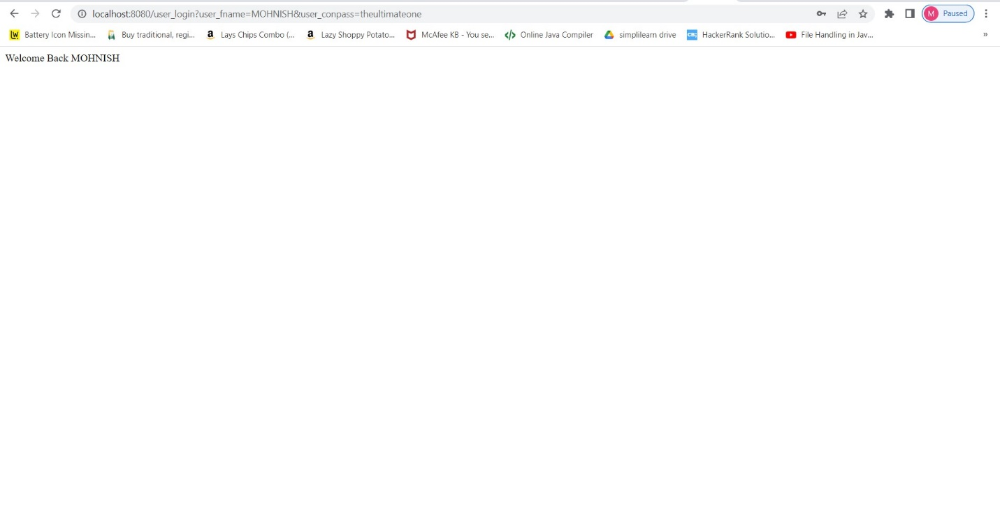 localhost:8080/user_login?user_fname=MOHNISH&user_conpass=theultimateone M Paused
LW Battery Icon Missin... Buy traditional, regi... a Lays Chips Combo (... a Lazy Shoppy Potato... McAfee KB - You se... </> Online Java Compiler simplilearn drive CB: HackerRank Solutio... File Handling in Jav... »
Welcome Back MOHNISH